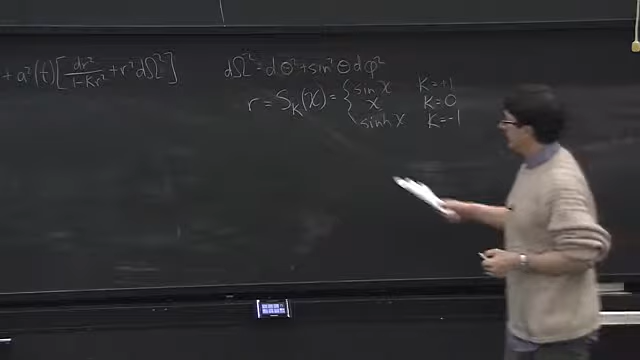 + a²(t) [ dr²/(1-Kr²) + r² dΩ² ] dΩ² = dθ² + sin²θ dφ²
r = S_K(χ) = { sin χ K=+1
χ K=0
sinh χ K=-1